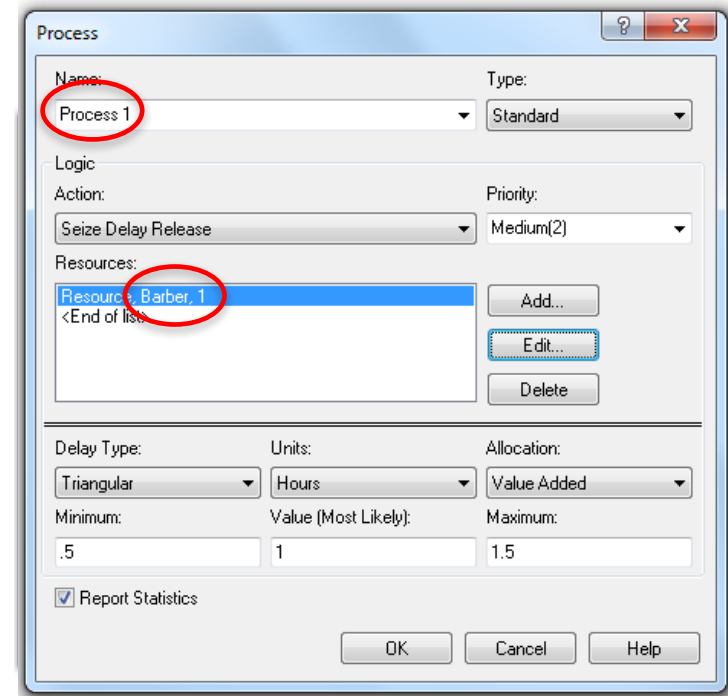 Process
Name: Type:
Process 1 Standard
Logic
Action: Priority:
Seize Delay Release Medium(2)
Resources:
Resource, Barber, 1
<End of list>
Add...
Edit...
Delete
Delay Type: Units: Allocation:
Triangular Hours Value Added
Minimum: Value (Most Likely): Maximum:
.5 1 1.5
Report Statistics
OK Cancel Help